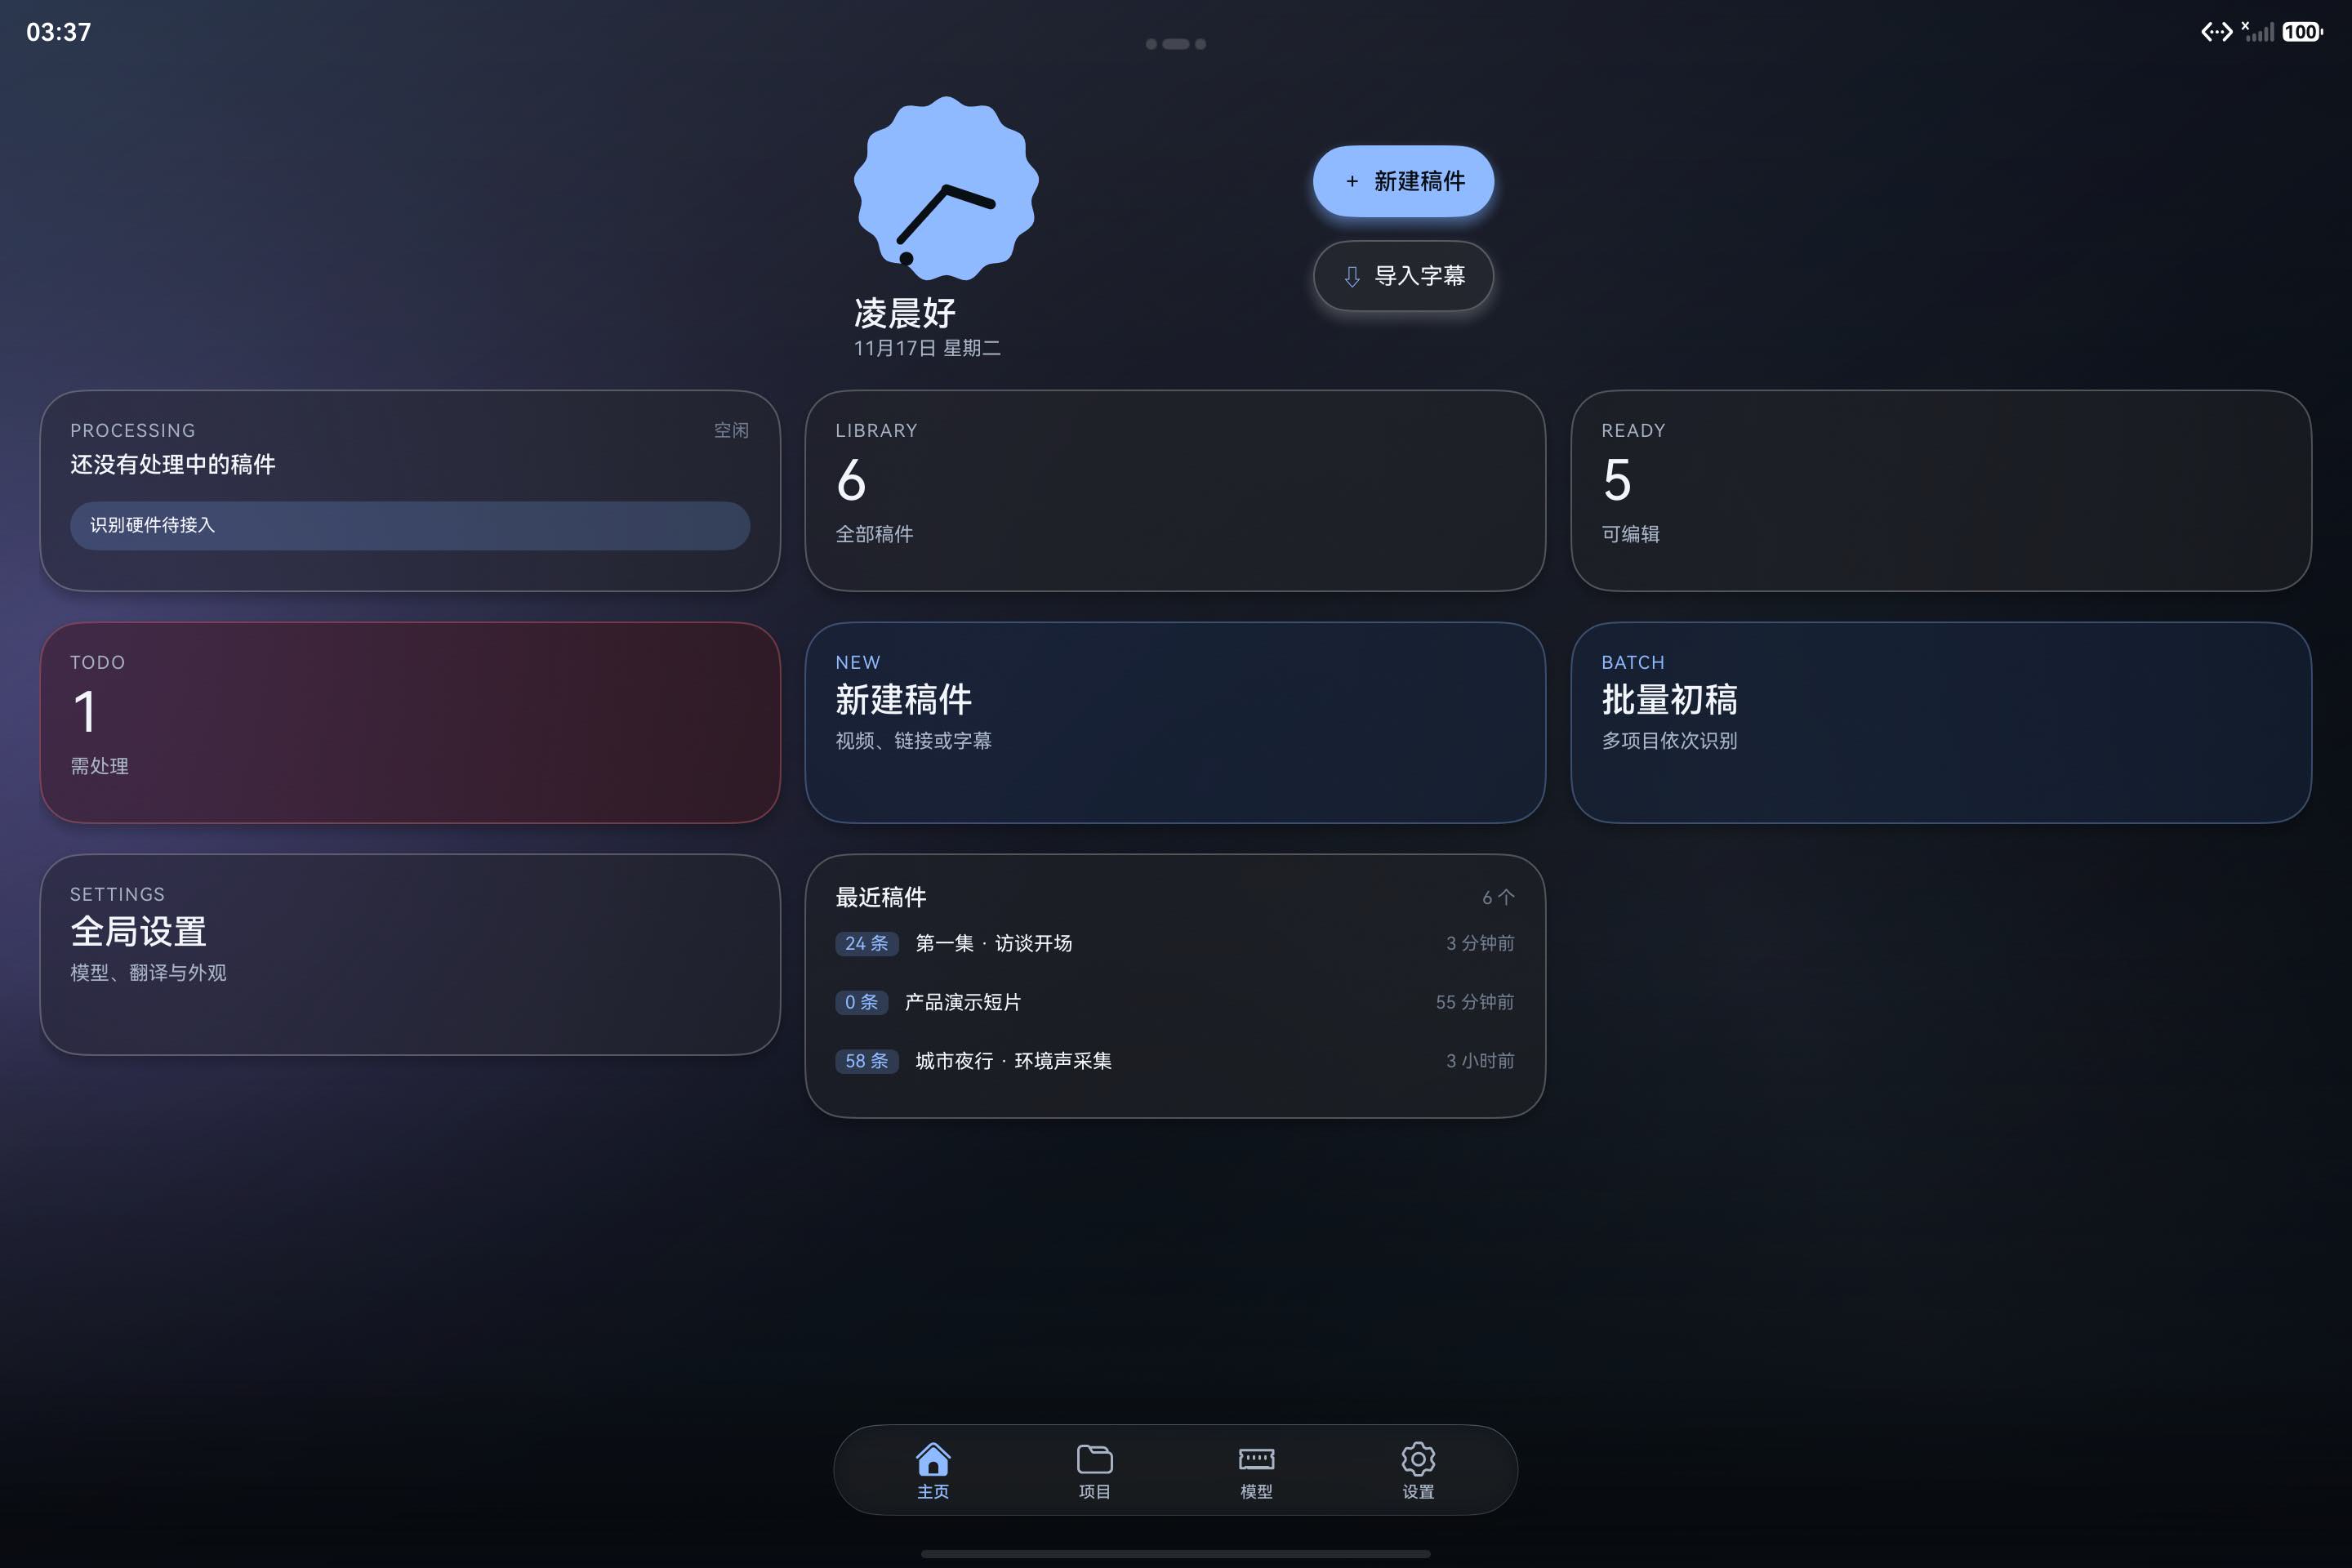 03:37
100
+ 新建稿件
导入字幕
凌晨好
11月17日 星期二
PROCESSING 空闲
还没有处理中的稿件
识别硬件待接入
LIBRARY
6
全部稿件
READY
5
可编辑
TODO
1
需处理
NEW
新建稿件
视频、链接或字幕
BATCH
批量初稿
多项目依次识别
SETTINGS
全局设置
模型、翻译与外观
最近稿件 6 个
24 条 第一集 · 访谈开场 3 分钟前
0 条 产品演示短片 55 分钟前
58 条 城市夜行 · 环境声采集 3 小时前
主页 项目 模型 设置